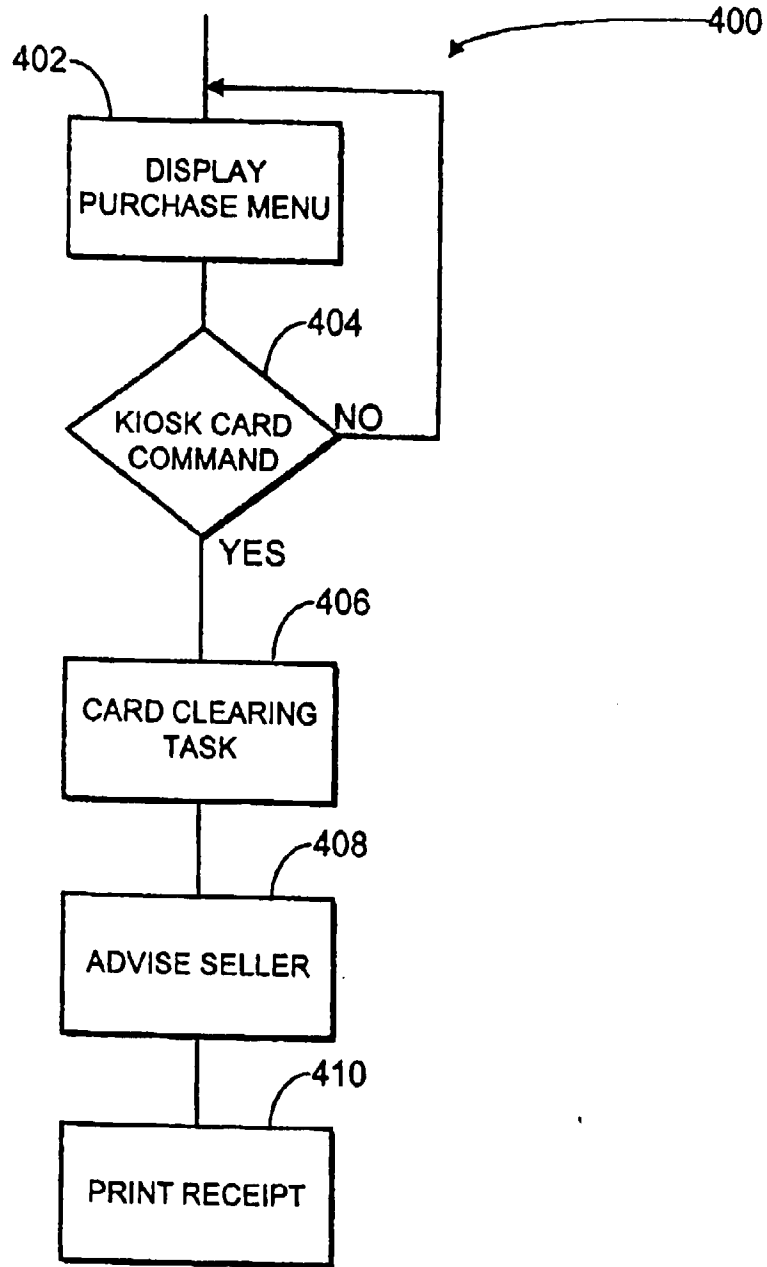 400
402
DISPLAY
PURCHASE MENU
404
KIOSK CARD
COMMAND
NO
YES
406
CARD CLEARING
TASK
408
ADVISE SELLER
410
PRINT RECEIPT